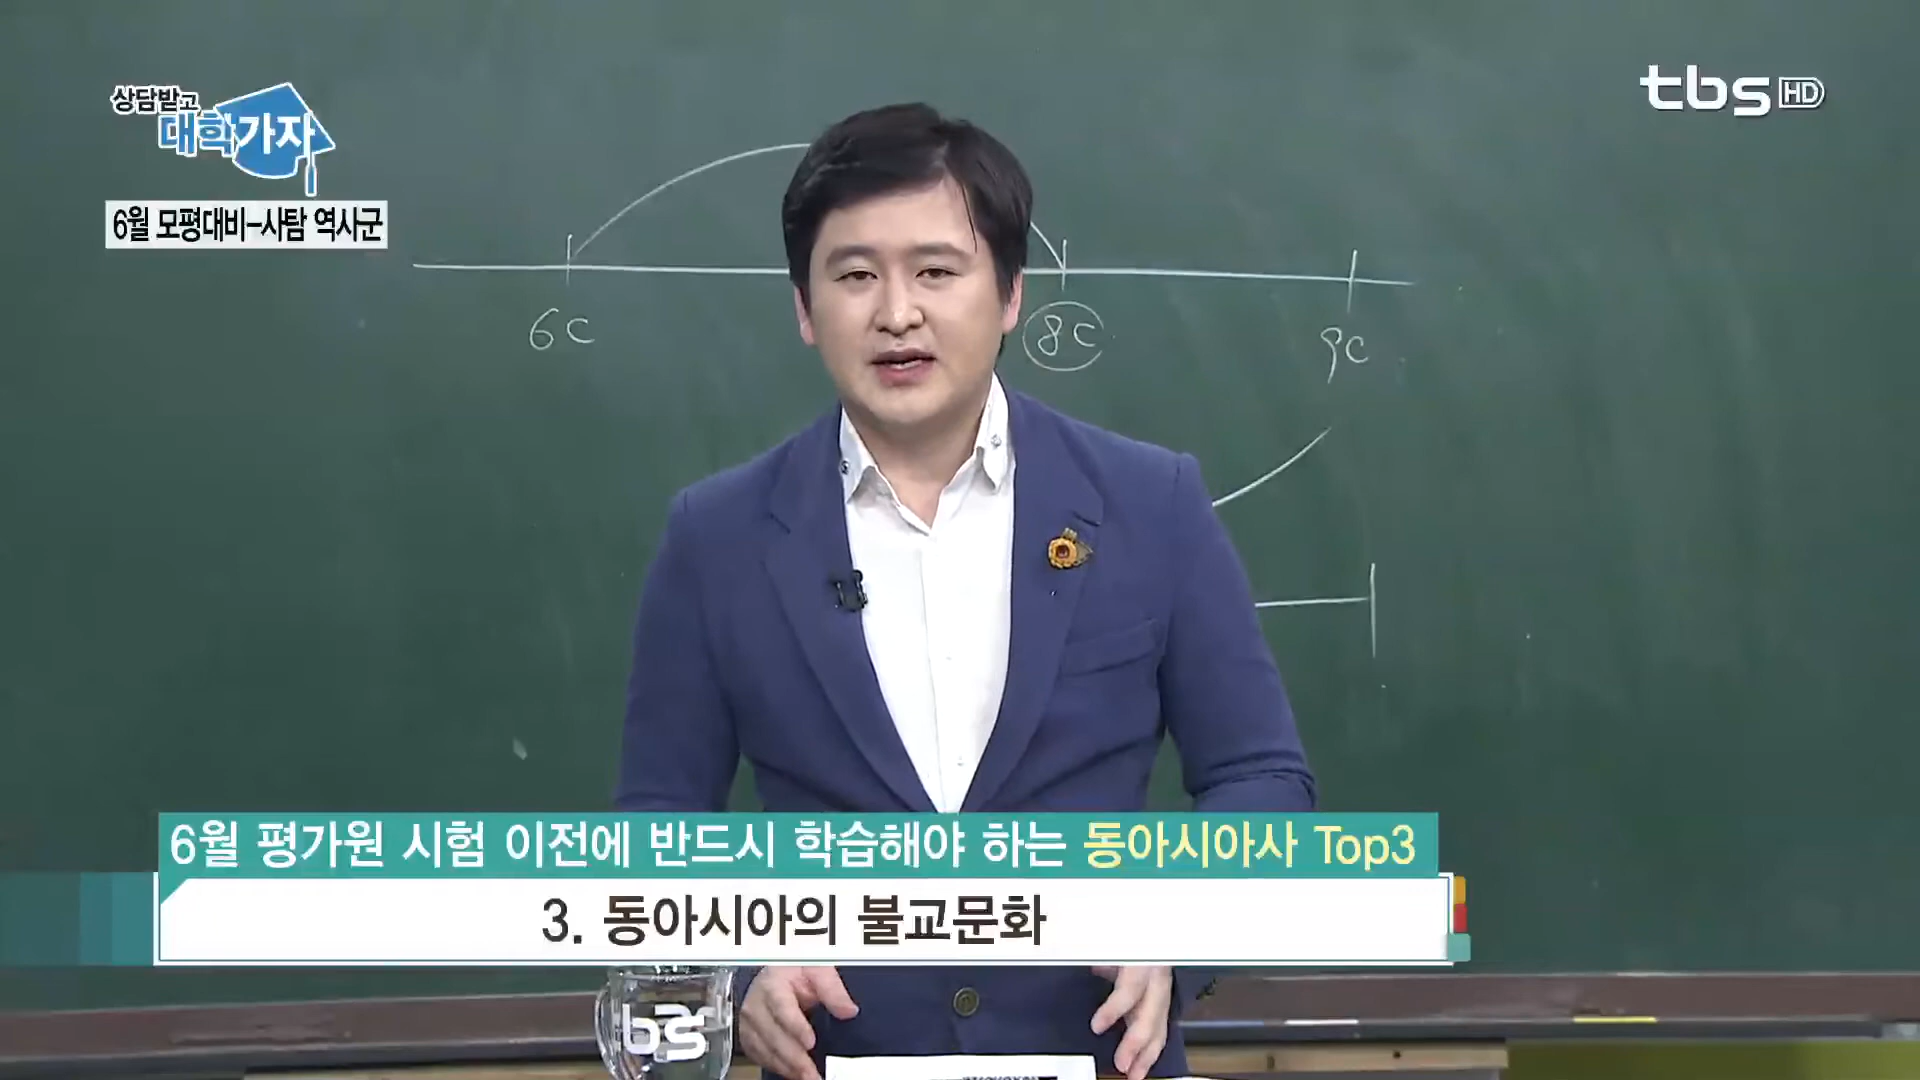 상담받고
대학가자
tbs HD
6월 모평대비-사탐 역사군
6C
8C
9C
6월 평가원 시험 이전에 반드시 학습해야 하는 동아시아사 Top3
3. 동아시아의 불교문화
tbs